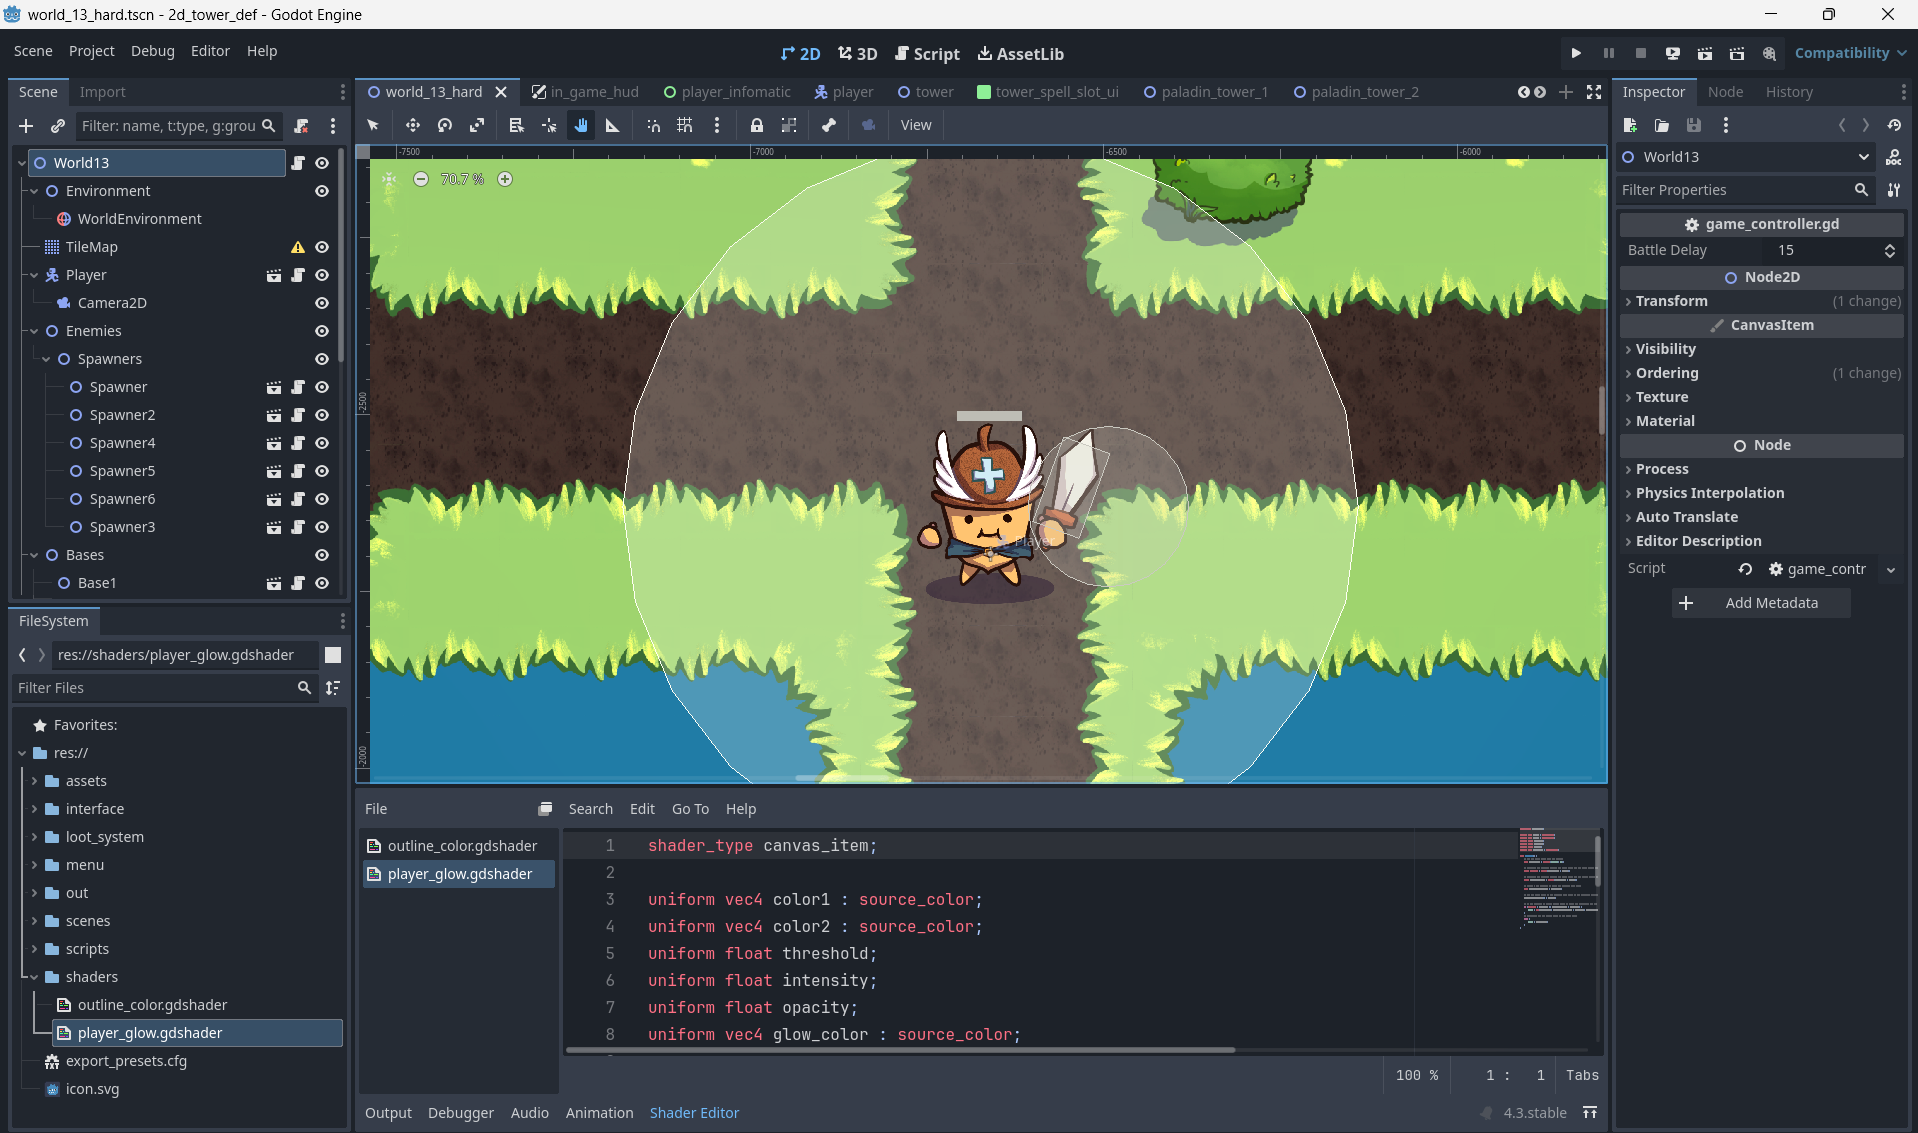 world_13_hard.tscn - 2d_tower_def - Godot Engine
Scene Project Debug Editor Help
2D 3D Script AssetLib
Compatibility
Scene Import
Filter: name, t:type, g:grou
World13
Environment
WorldEnvironment
TileMap
Player
Camera2D
Enemies
Spawners
Spawner
Spawner2
Spawner4
Spawner5
Spawner6
Spawner3
Bases
Base1
FileSystem
res://shaders/player_glow.gdshader
Filter Files
Favorites:
res://
assets
interface
loot_system
menu
out
scenes
scripts
shaders
outline_color.gdshader
player_glow.gdshader
export_presets.cfg
icon.svg
world_13_hard in_game_hud player_infomatic player tower tower_spell_slot_ui paladin_tower_1 paladin_tower_2
View
-7500 -7000 -6500 -6000
70.7 %
-2500
Player
-2000
File Search Edit Go To Help
outline_color.gdshader
player_glow.gdshader
1 shader_type canvas_item;
2
3 uniform vec4 color1 : source_color;
4 uniform vec4 color2 : source_color;
5 uniform float threshold;
6 uniform float intensity;
7 uniform float opacity;
8 uniform vec4 glow_color : source_color;
100 % 1 : 1 Tabs
Output Debugger Audio Animation Shader Editor 4.3.stable
Inspector Node History
World13
Filter Properties
game_controller.gd
Battle Delay 15
Node2D
Transform (1 change)
CanvasItem
Visibility
Ordering (1 change)
Texture
Material
Node
Process
Physics Interpolation
Auto Translate
Editor Description
Script game_contr
Add Metadata